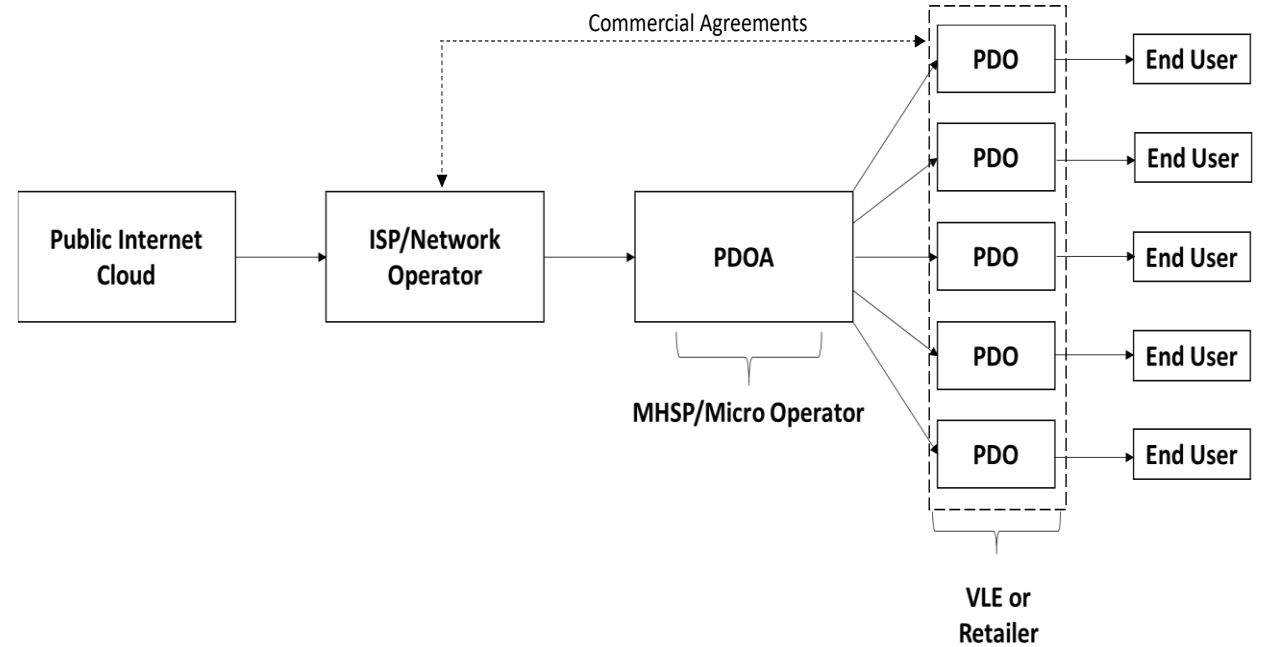 Commercial Agreements
PDO
End User
PDO
End User
Public Internet
Cloud
ISP/Network
Operator
PDOA
PDO
End User
PDO
End User
MHSP/Micro Operator
PDO
End User
VLE or
Retailer